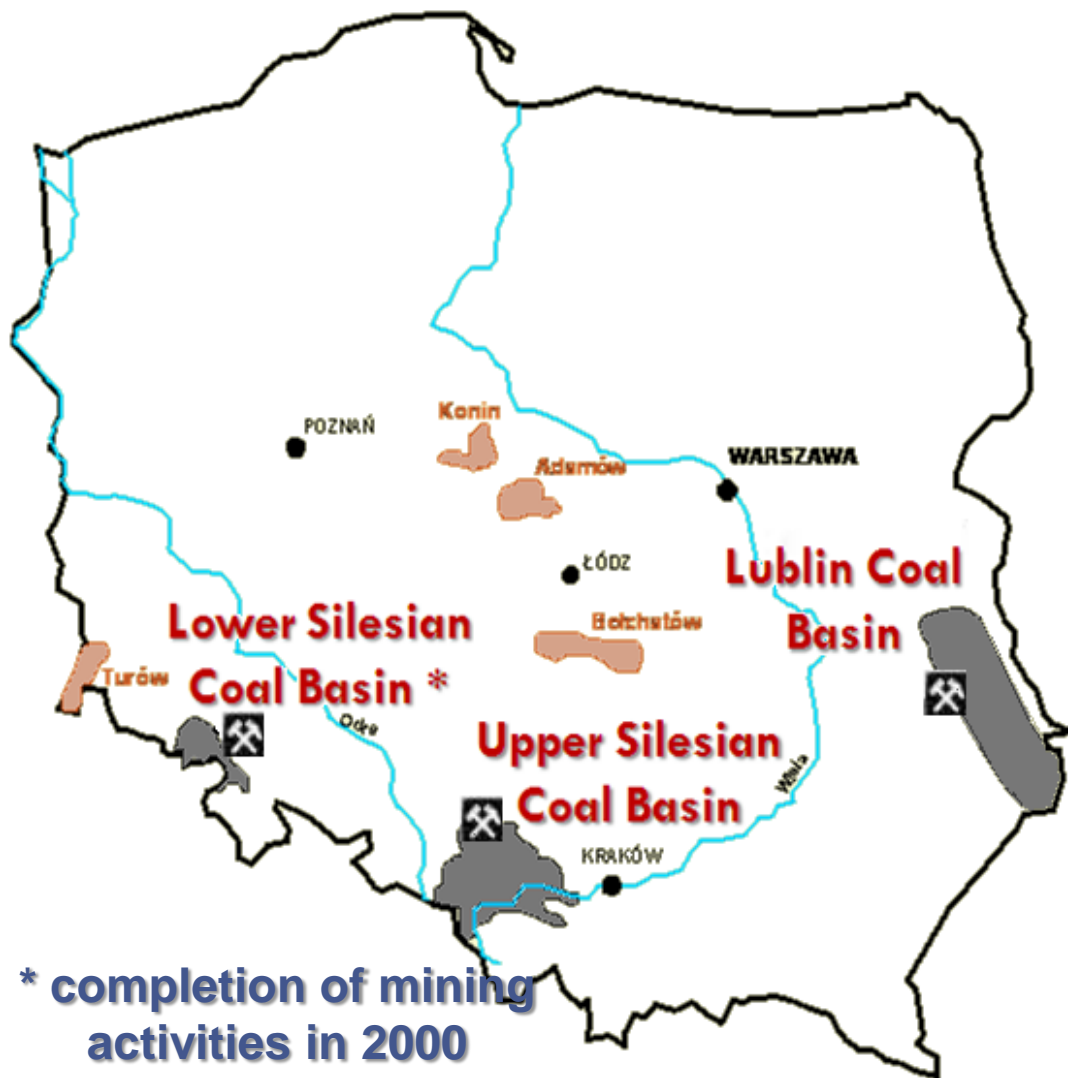 Konin
POZNAŃ
WARSZAWA
Adamów
ŁÓDZ
Lublin Coal
Basin
Bełchatów
Lower Silesian
Coal Basin *
Turów
Odra
Upper Silesian
Coal Basin
Wisła
KRAKÓW
* completion of mining
activities in 2000